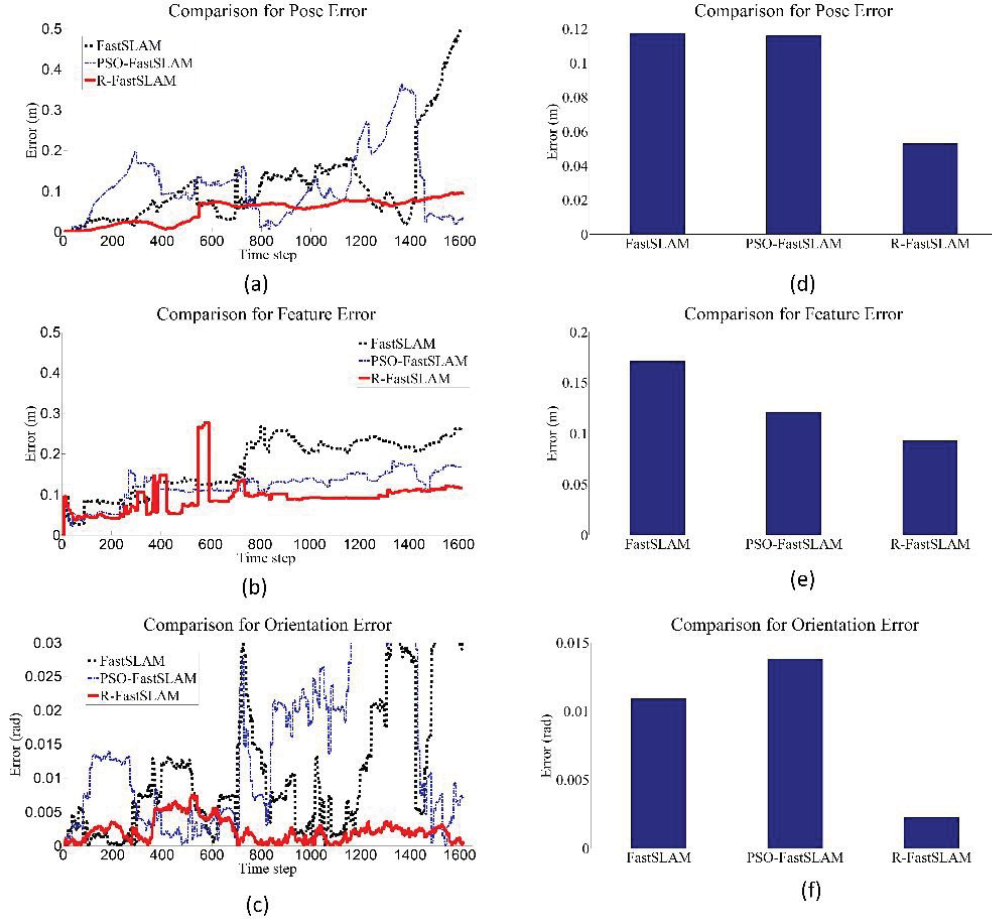 Comparison for Pose Error
0.5
0.4
0.3
0.2
0.1
0
Error (m)
FastSLAM
PSO-FastSLAM
R-FastSLAM
0 200 400 600 800 1000 1200 1400 1600
Time step
(a)
Comparison for Pose Error
0.12
0.1
0.08
0.06
0.04
0.02
0
Error (m)
FastSLAM PSO-FastSLAM R-FastSLAM
(d)
Comparison for Feature Error
0.5
0.4
0.3
0.2
0.1
0
Error (m)
FastSLAM
PSO-FastSLAM
R-FastSLAM
0 200 400 600 800 1000 1200 1400 1600
Time step
(b)
Comparison for Feature Error
0.2
0.15
0.1
0.05
0
Error (m)
FastSLAM PSO-FastSLAM R-FastSLAM
(e)
Comparison for Orientation Error
0.03
0.025
0.02
0.015
0.01
0.005
0
Error (rad)
FastSLAM
PSO-FastSLAM
R-FastSLAM
0 200 400 600 800 1000 1200 1400 1600
Time step
(c)
Comparison for Orientation Error
0.015
0.01
0.005
0
Error (rad)
FastSLAM PSO-FastSLAM R-FastSLAM
(f)